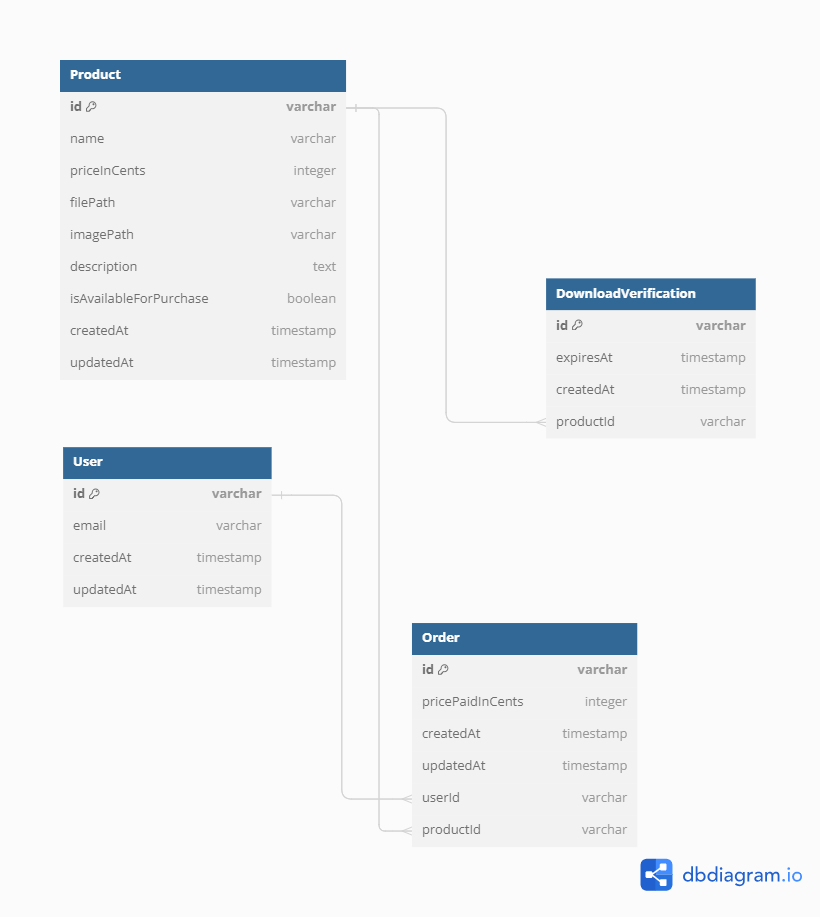 Product
id varchar
name varchar
priceInCents integer
filePath varchar
imagePath varchar
description text
isAvailableForPurchase boolean
createdAt timestamp
updatedAt timestamp
DownloadVerification
id varchar
expiresAt timestamp
createdAt timestamp
productId varchar
User
id varchar
email varchar
createdAt timestamp
updatedAt timestamp
Order
id varchar
pricePaidInCents integer
createdAt timestamp
updatedAt timestamp
userId varchar
productId varchar
dbdiagram.io